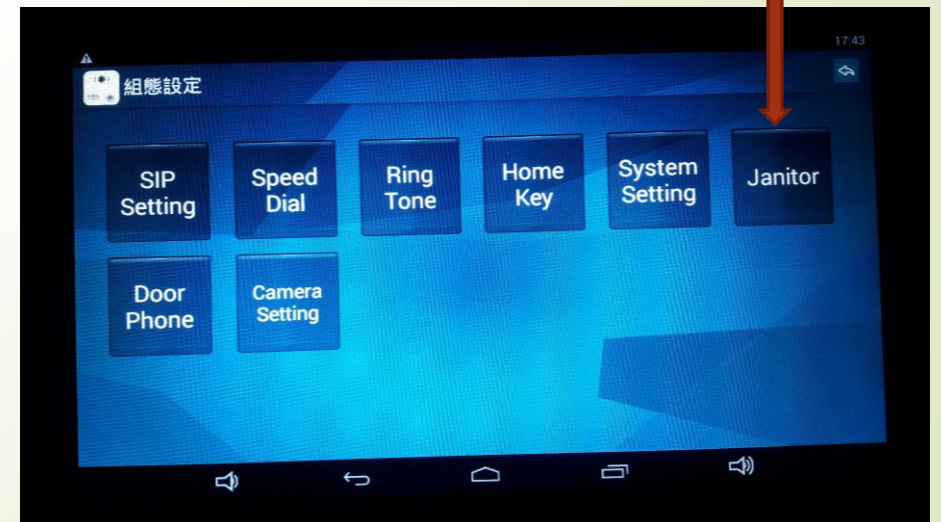 17:43
組態設定
SIP
Setting
Speed
Dial
Ring
Tone
Home
Key
System
Setting
Janitor
Door
Phone
Camera
Setting